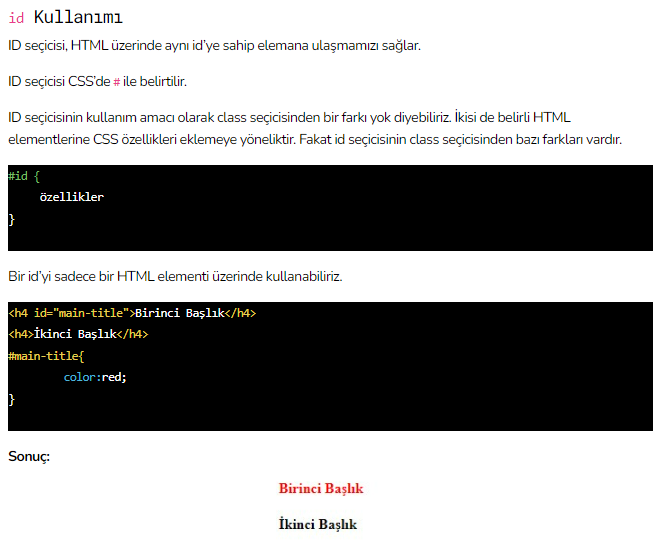 id Kullanımı
ID seçicisi, HTML üzerinde aynı id'ye sahip elemana ulaşmamızı sağlar.
ID seçicisi CSS'de # ile belirtilir.
ID seçicisinin kullanım amacı olarak class seçicisinden bir farkı yok diyebiliriz. İkisi de belirli HTML
elementlerine CSS özellikleri eklemeye yöneliktir. Fakat id seçicisinin class seçicisinden bazı farkları vardır.
#id {
özellikler
}
Bir id'yi sadece bir HTML elementi üzerinde kullanabiliriz.
<h4 id="main-title">Birinci Başlık</h4>
<h4>İkinci Başlık</h4>
#main-title{
color:red;
}
Sonuç:
Birinci Başlık
İkinci Başlık